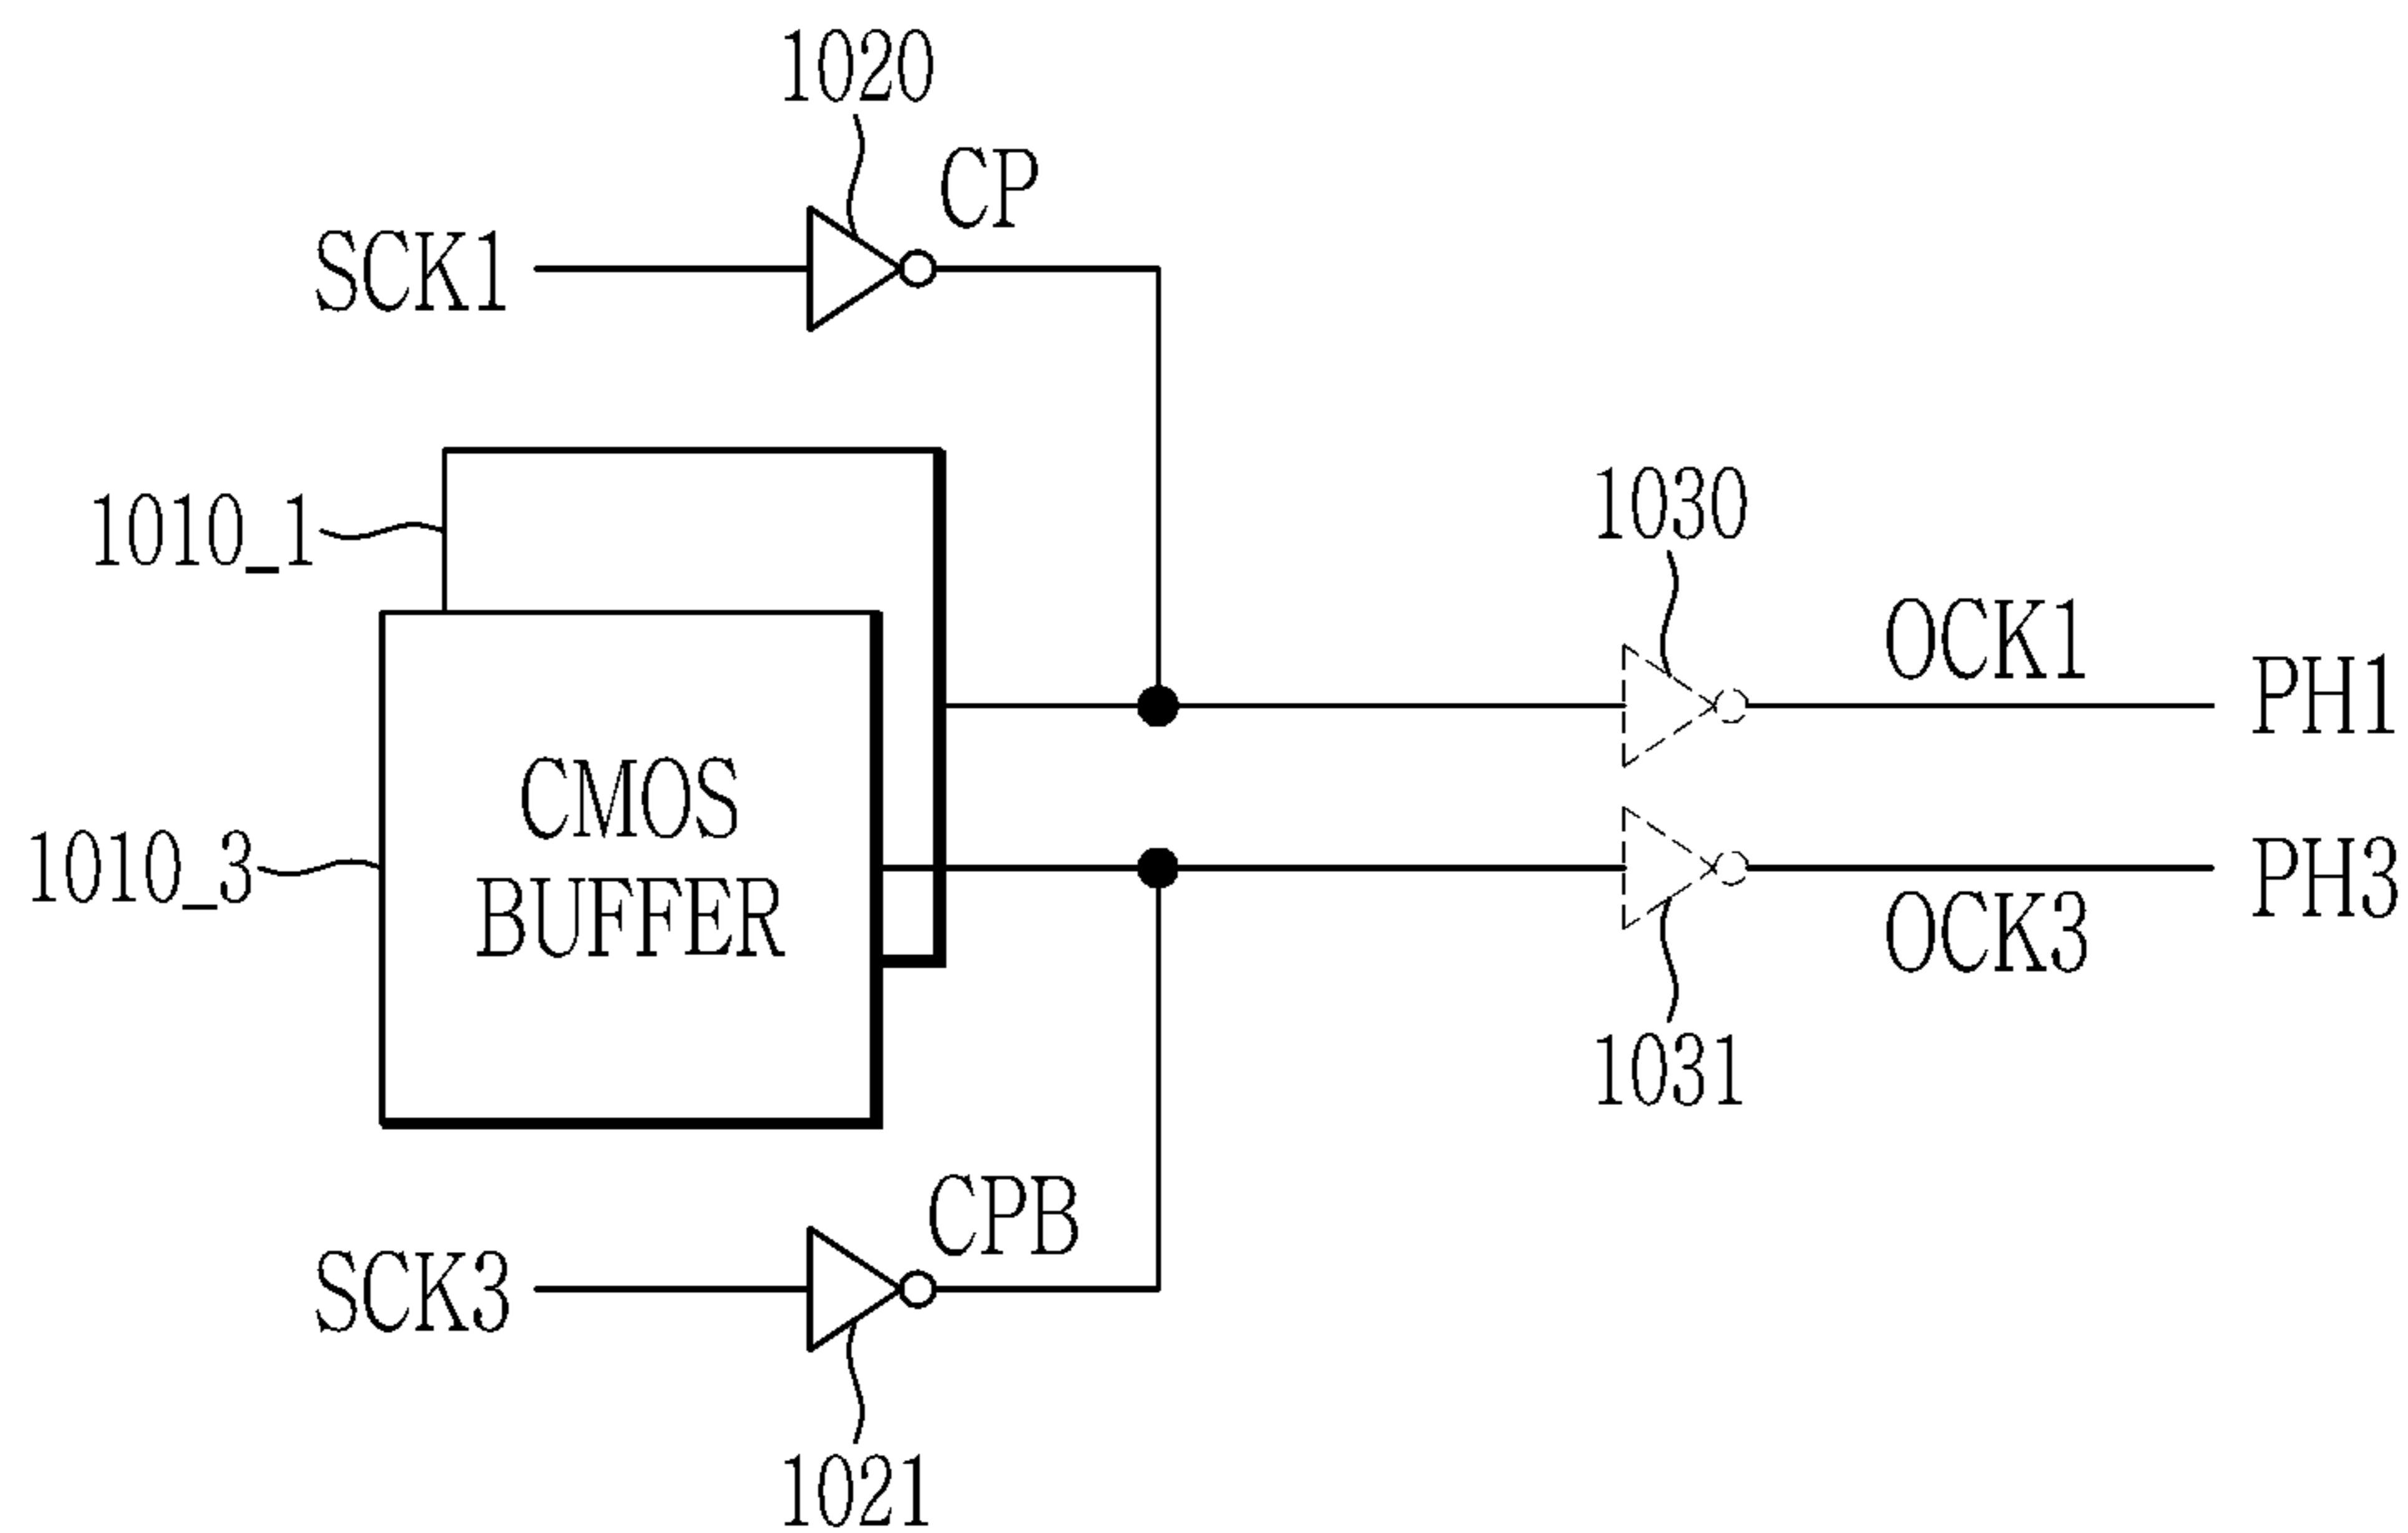 1020
CP
SCK1
1010_1
1030
OCK1
PH1
CMOS
BUFFER
1010_3
PH3
OCK3
1031
CPB
SCK3
1021